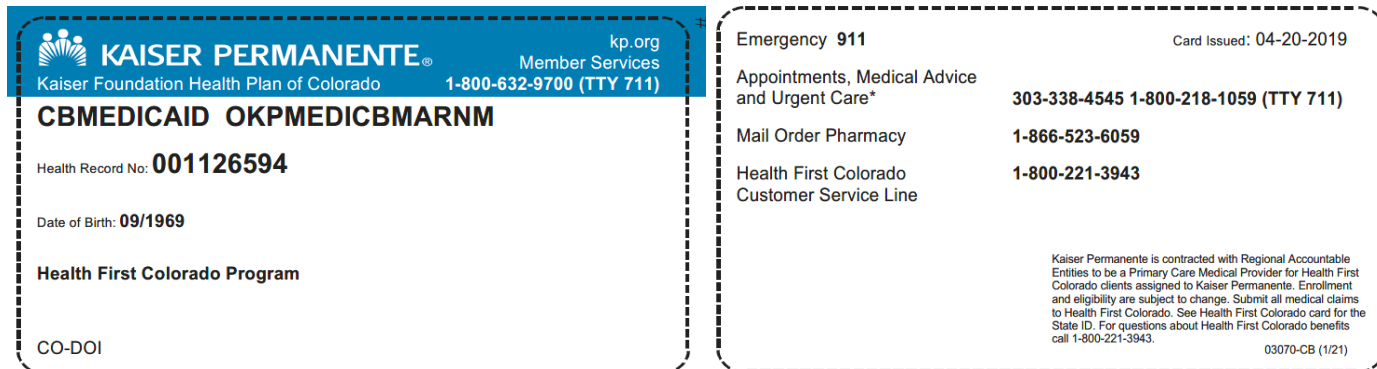 KAISER PERMANENTE®
Kaiser Foundation Health Plan of Colorado
kp.org
Member Services
1-800-632-9700 (TTY 711)
CBMEDICAID OKPMEDICBMARNM
Health Record No: 001126594
Date of Birth: 09/1969
Health First Colorado Program
CO-DOI
#
Emergency 911
Card Issued: 04-20-2019
Appointments, Medical Advice
and Urgent Care* 303-338-4545 1-800-218-1059 (TTY 711)
Mail Order Pharmacy 1-866-523-6059
Health First Colorado 1-800-221-3943
Customer Service Line
Kaiser Permanente is contracted with Regional Accountable
Entities to be a Primary Care Medical Provider for Health First
Colorado clients assigned to Kaiser Permanente. Enrollment
and eligibility are subject to change. Submit all medical claims
to Health First Colorado. See Health First Colorado card for the
State ID. For questions about Health First Colorado benefits
call 1-800-221-3943.
03070-CB (1/21)